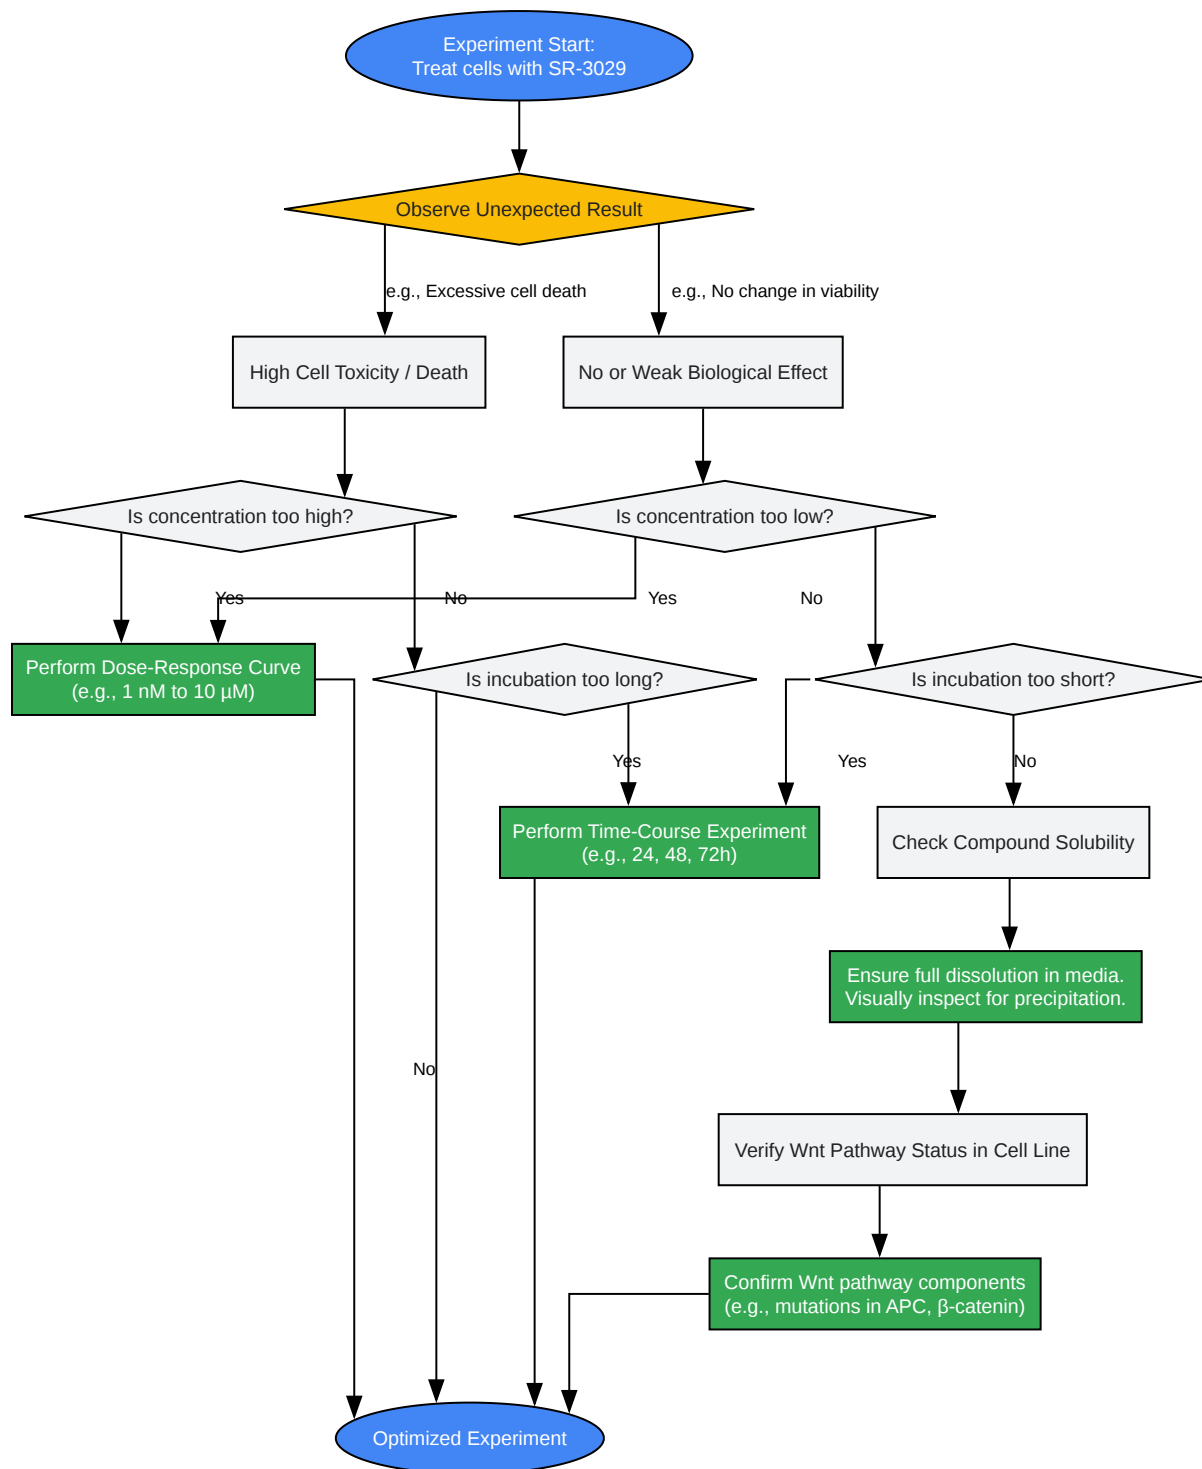 Experiment Start:
Treat cells with SR-3029
Observe Unexpected Result
e.g., Excessive cell death
e.g., No change in viability
High Cell Toxicity / Death
No or Weak Biological Effect
Is concentration too high?
Is concentration too low?
Yes
No
Yes
No
Perform Dose-Response Curve
(e.g., 1 nM to 10 µM)
Is incubation too long?
Is incubation too short?
Yes
Yes
No
Perform Time-Course Experiment
(e.g., 24, 48, 72h)
Check Compound Solubility
Ensure full dissolution in media.
Visually inspect for precipitation.
No
Verify Wnt Pathway Status in Cell Line
Confirm Wnt pathway components
(e.g., mutations in APC, β-catenin)
Optimized Experiment